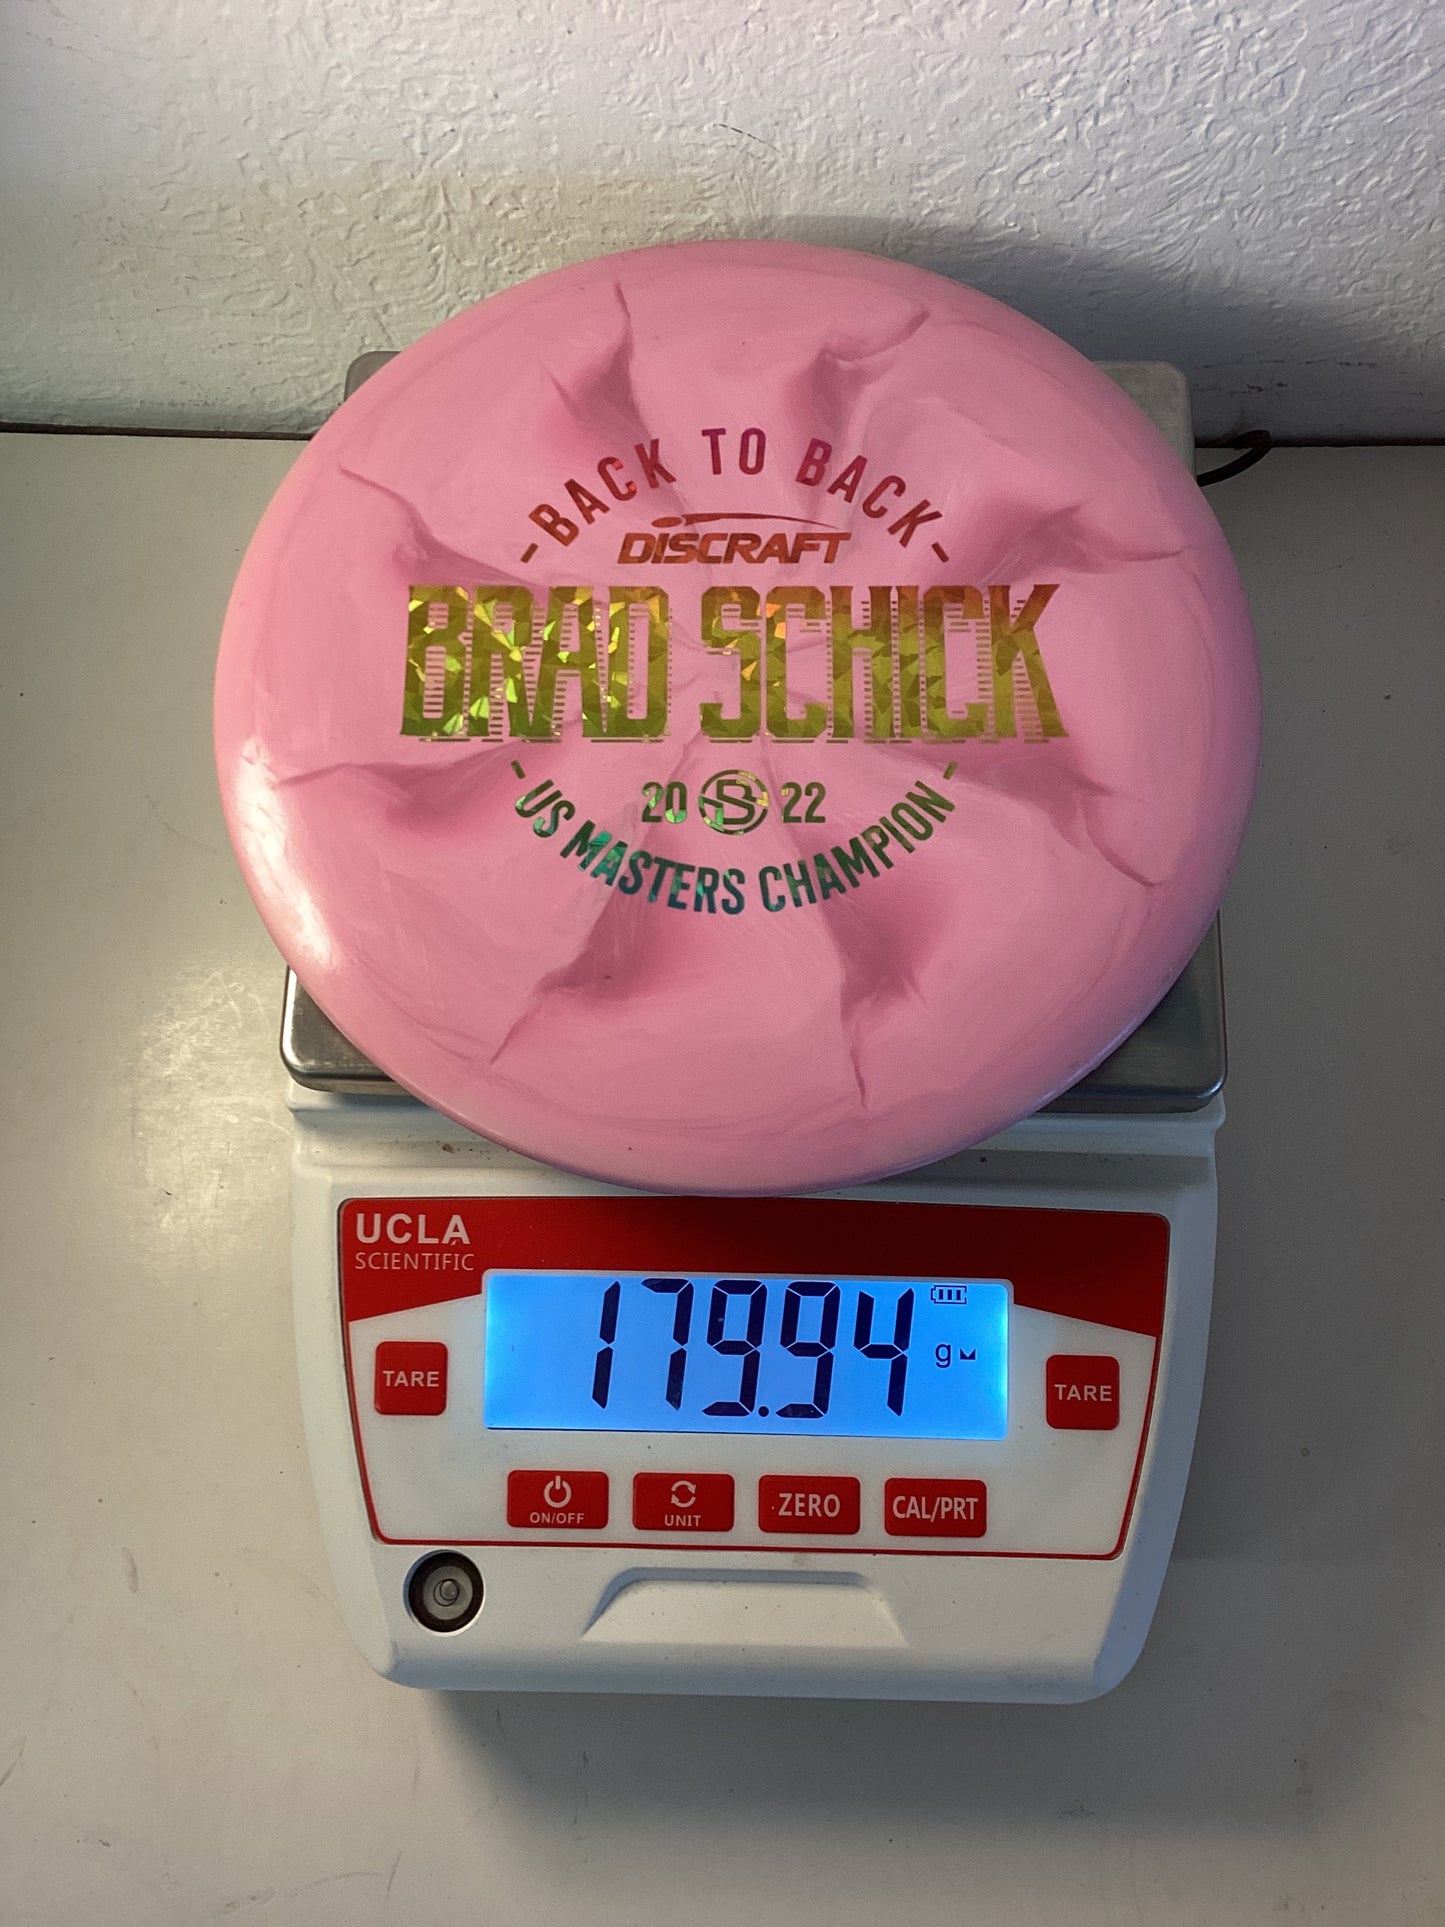 -BACK TO BACK-
DISCRAFT
BRAD SCHICK
20 BS 22
-US MASTERS CHAMPION-
UCLA
SCIENTIFIC
179.94 g
TARE
TARE
ON/OFF
UNIT
ZERO
CAL/PRT